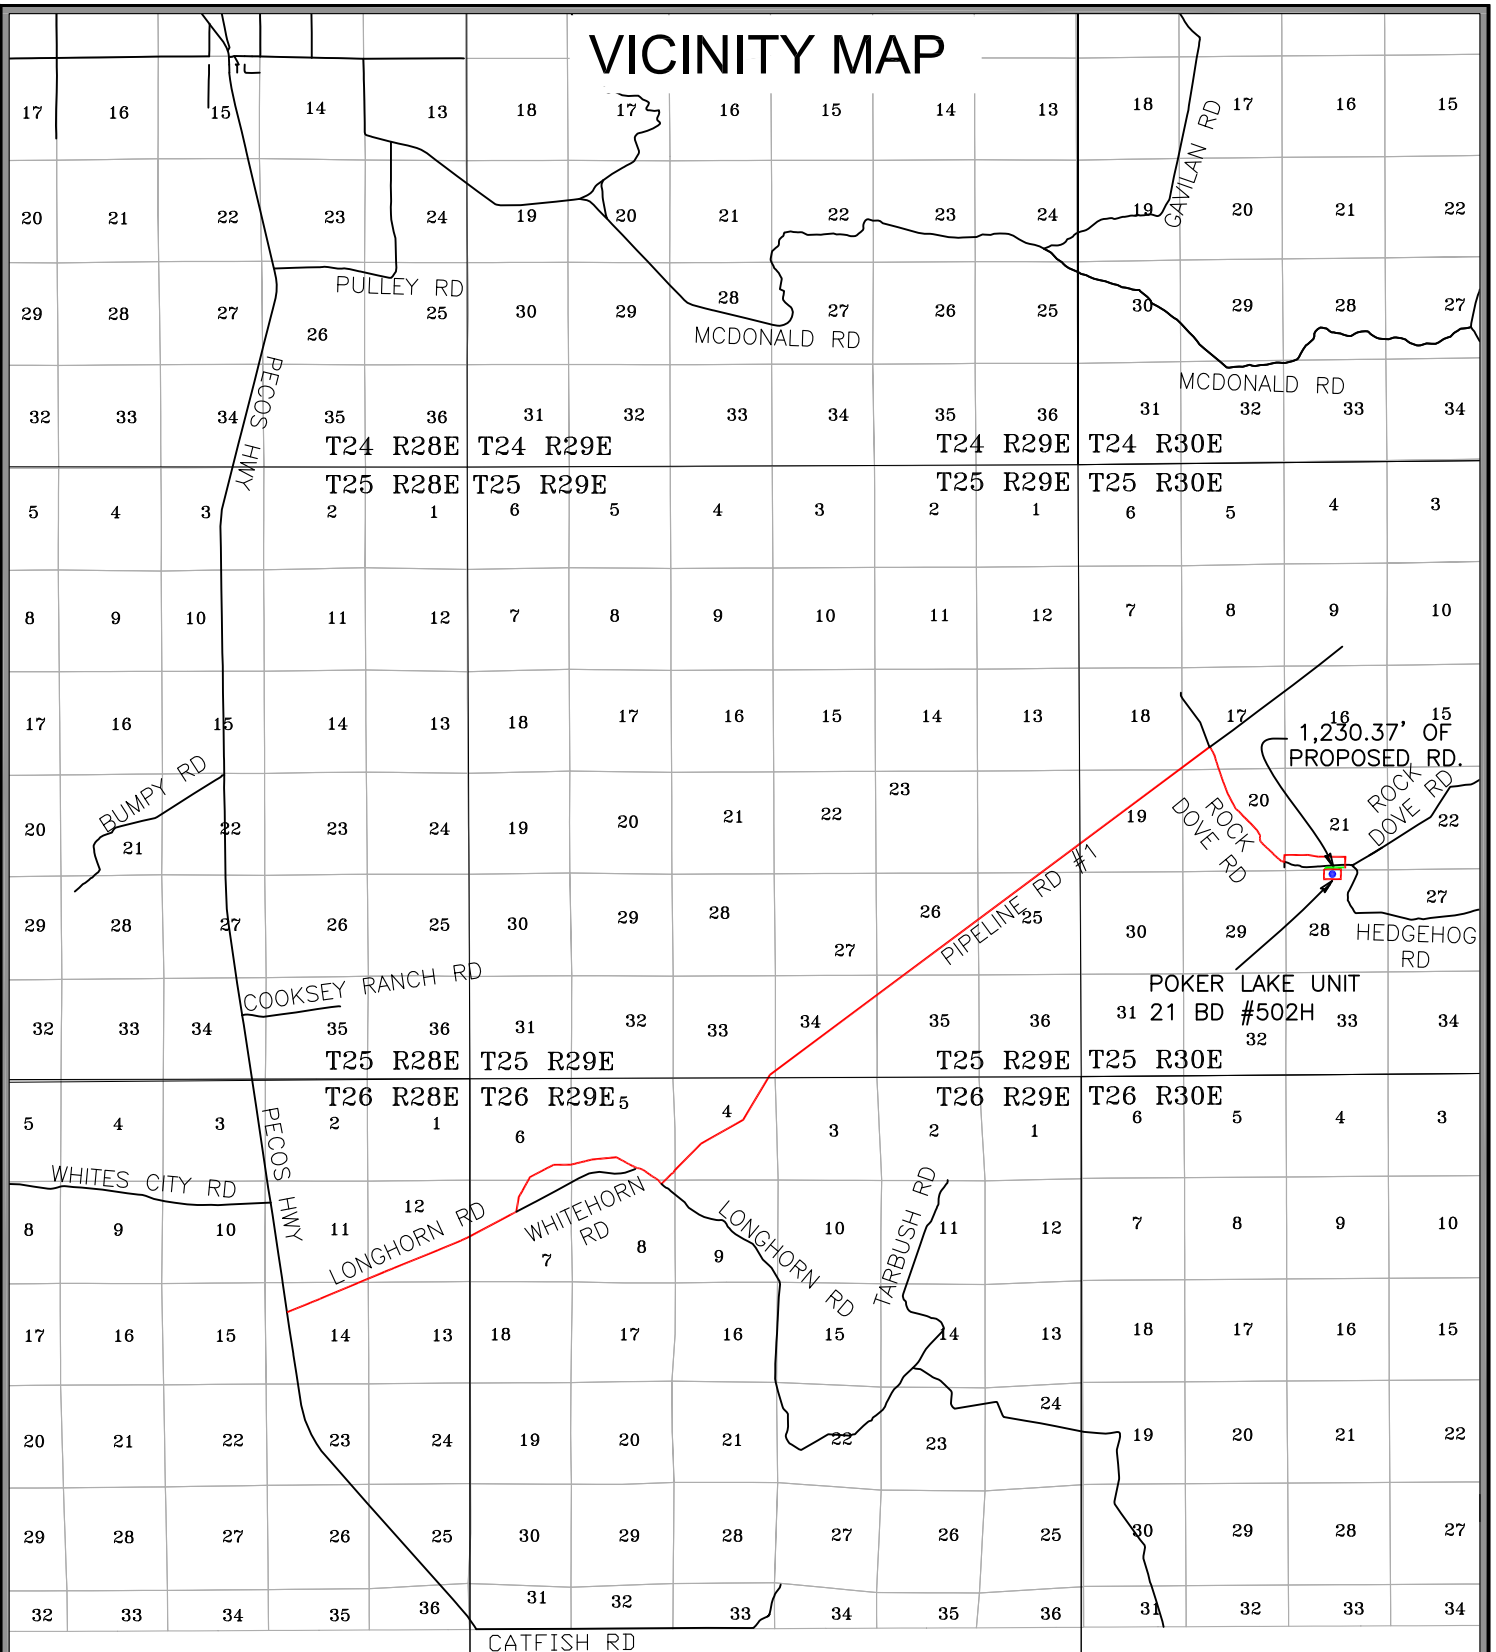 VICINITY MAP
17 16 15 14 13 18 17 16 15 14 13 18 17 16 15
GAVILAN RD
20 21 22 23 24 19 20 21 22 23 24 19 20 21 22
PULLEY RD
29 28 27 26 25 30 29 28 27 26 25 30 29 28 27
MCDONALD RD
MCDONALD RD
PECOS HWY
32 33 34 35 36 31 32 33 34 35 36 31 32 33 34
T24 R28E T24 R29E T24 R29E T24 R30E
T25 R28E T25 R29E T25 R29E T25 R30E
5 4 3 2 1 6 5 4 3 2 1 6 5 4 3
8 9 10 11 12 7 8 9 10 11 12 7 8 9 10
17 16 15 14 13 18 17 16 15 14 13 18 17 16 15
1,230.37' OF
PROPOSED RD.
BUMPY RD
ROCK
DOVE RD
ROCK
DOVE RD
20 21 22 23 24 19 20 21 22 23 19 20 21 22
PIPELINE RD #1
29 28 27 26 25 30 29 28 27 26 25 30 29 28 27
HEDGEHOG
RD
COOKSEY RANCH RD
POKER LAKE UNIT
21 BD #502H
32 33 34 35 36 31 32 33 34 35 36 31 32 33 34
T25 R28E T25 R29E T25 R29E T25 R30E
T26 R28E T26 R29E T26 R29E T26 R30E
5 4 3 2 1 6 5 4 3 2 1 6 5 4 3
PECOS HWY
WHITES CITY RD
LONGHORN RD
WHITEHORN
RD
LONGHORN RD
TARBUSH RD
8 9 10 11 12 7 8 9 10 11 12 7 8 9 10
17 16 15 14 13 18 17 16 15 14 13 18 17 16 15
20 21 22 23 24 19 20 21 22 23 24 19 20 21 22
29 28 27 26 25 30 29 28 27 26 25 30 29 28 27
32 33 34 35 36 31 32 33 34 35 36 31 32 33 34
CATFISH RD